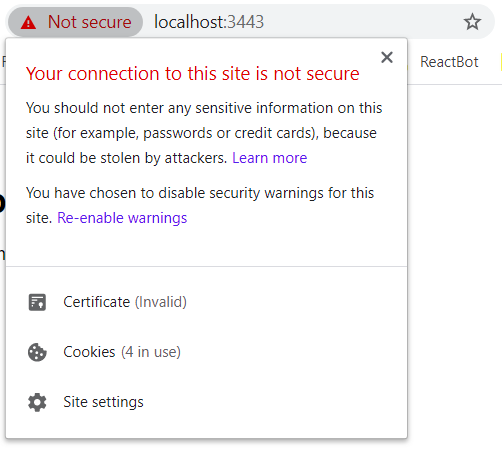 Not secure localhost:3443
ReactBot
Your connection to this site is not secure
You should not enter any sensitive information on this
site (for example, passwords or credit cards), because
it could be stolen by attackers. Learn more
You have chosen to disable security warnings for this
site. Re-enable warnings
Certificate (Invalid)
Cookies (4 in use)
Site settings